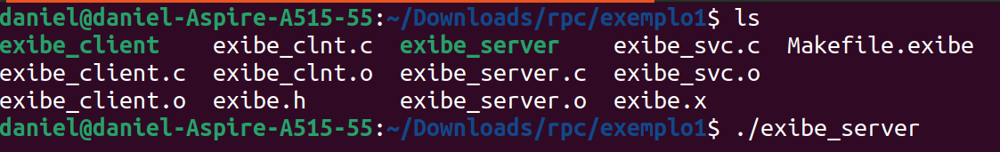 daniel@daniel-Aspire-A515-55:~/Downloads/rpc/exemplo1$ ls
exibe_client    exibe_clnt.c  exibe_server    exibe_svc.c  Makefile.exibe
exibe_client.c  exibe_clnt.o  exibe_server.c  exibe_svc.o
exibe_client.o  exibe.h       exibe_server.o  exibe.x
daniel@daniel-Aspire-A515-55:~/Downloads/rpc/exemplo1$ ./exibe_server